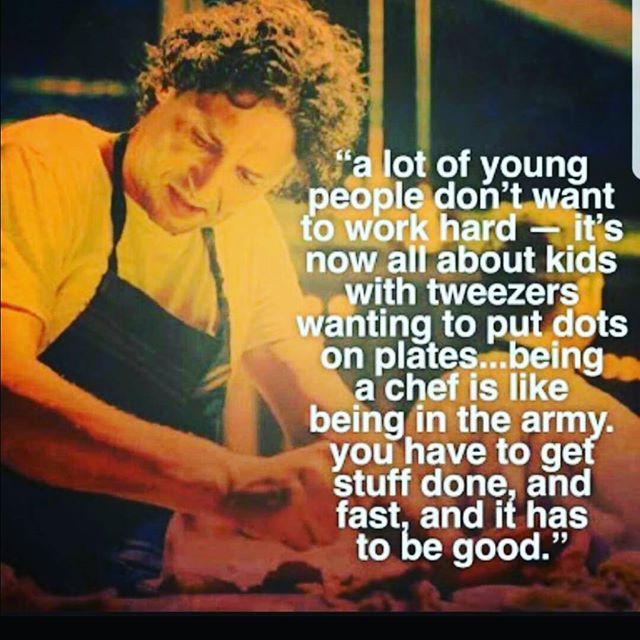 “a lot of young
people don’t want
to work hard — it’s
now all about kids
with tweezers
wanting to put dots
on plates...being
a chef is like
being in the army.
you have to get
stuff done, and
fast, and it has
to be good.”